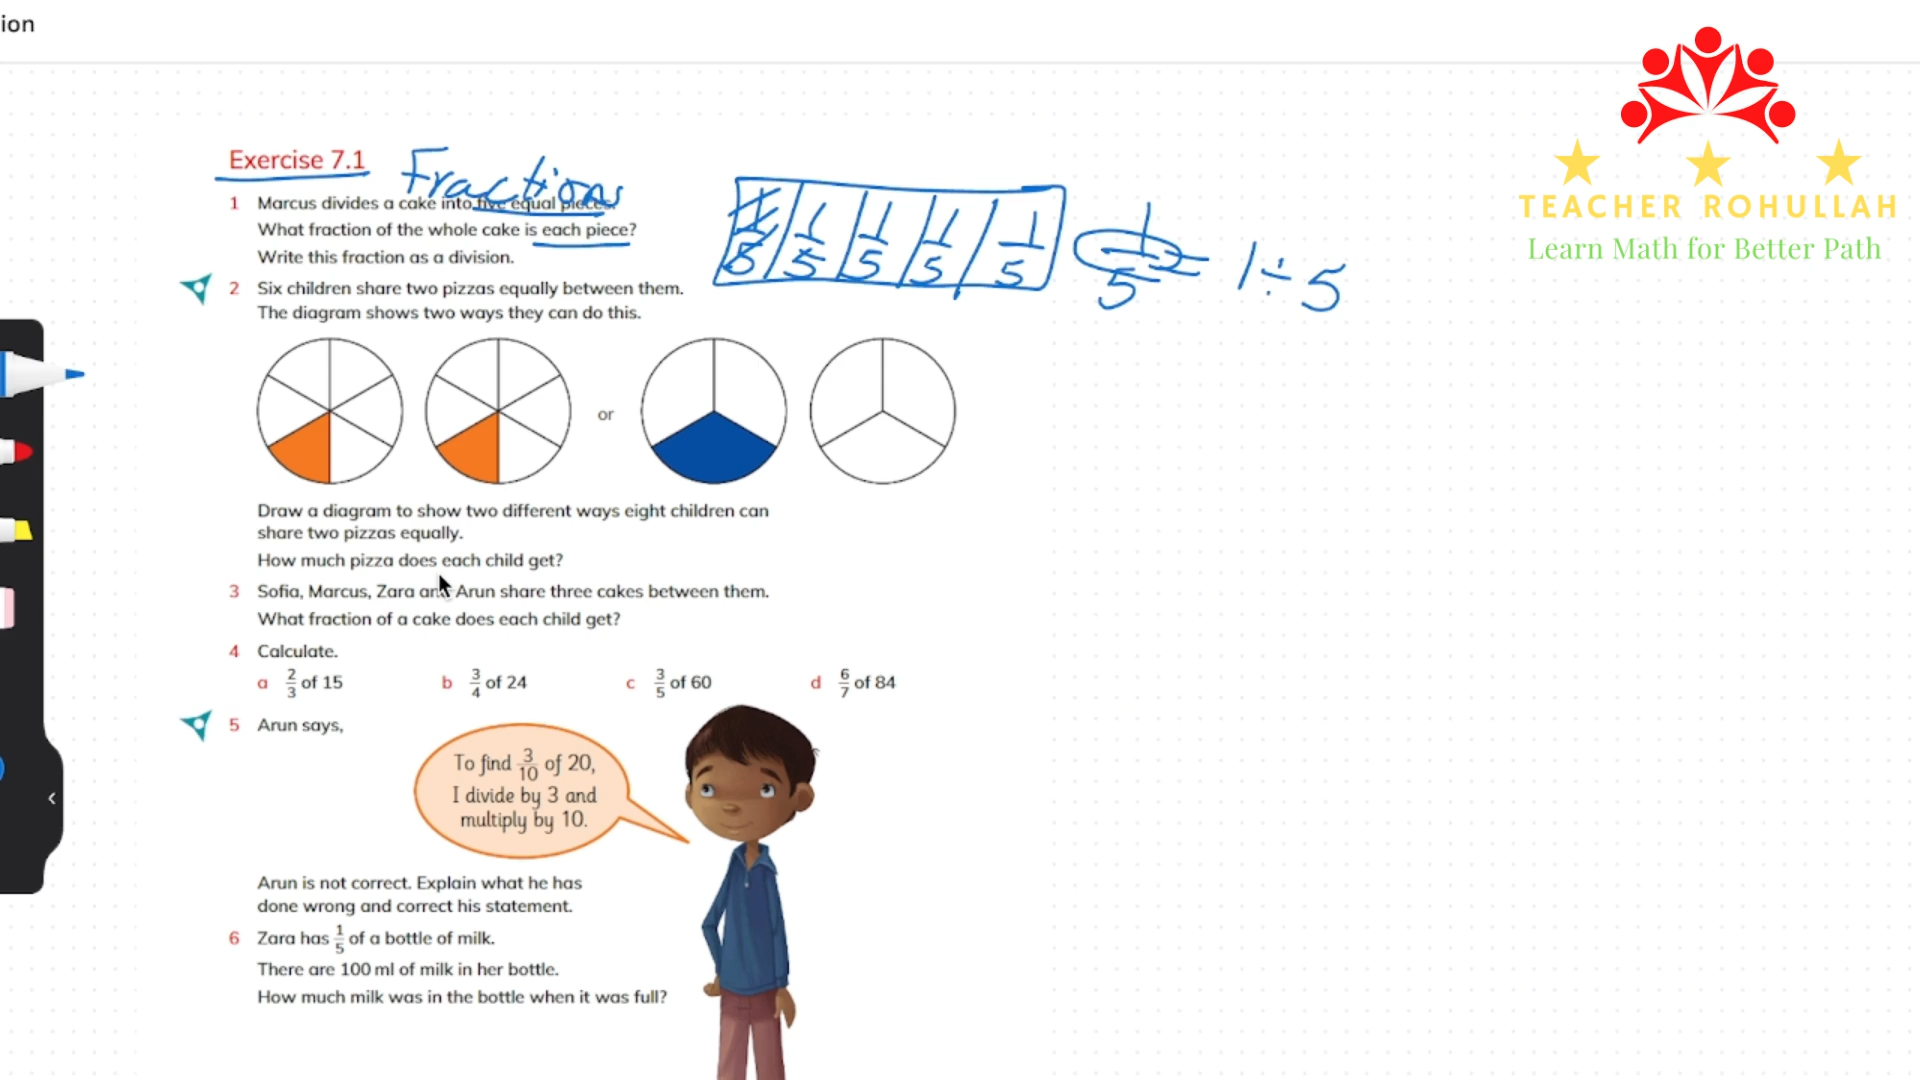 ion
TEACHER ROHULLAH
Learn Math for Better Path
Exercise 7.1
Fractions
1 Marcus divides a cake into five equal pieces.
What fraction of the whole cake is each piece?
Write this fraction as a division.
1/5 1/5 1/5 1/5 1/5
1/5 = 1 ÷ 5
2 Six children share two pizzas equally between them.
The diagram shows two ways they can do this.
or
Draw a diagram to show two different ways eight children can
share two pizzas equally.
How much pizza does each child get?
3 Sofia, Marcus, Zara and Arun share three cakes between them.
What fraction of a cake does each child get?
4 Calculate.
a 2/3 of 15 b 3/4 of 24 c 3/5 of 60 d 6/7 of 84
5 Arun says,
To find 3/10 of 20,
I divide by 3 and
multiply by 10.
Arun is not correct. Explain what he has
done wrong and correct his statement.
6 Zara has 1/5 of a bottle of milk.
There are 100 ml of milk in her bottle.
How much milk was in the bottle when it was full?